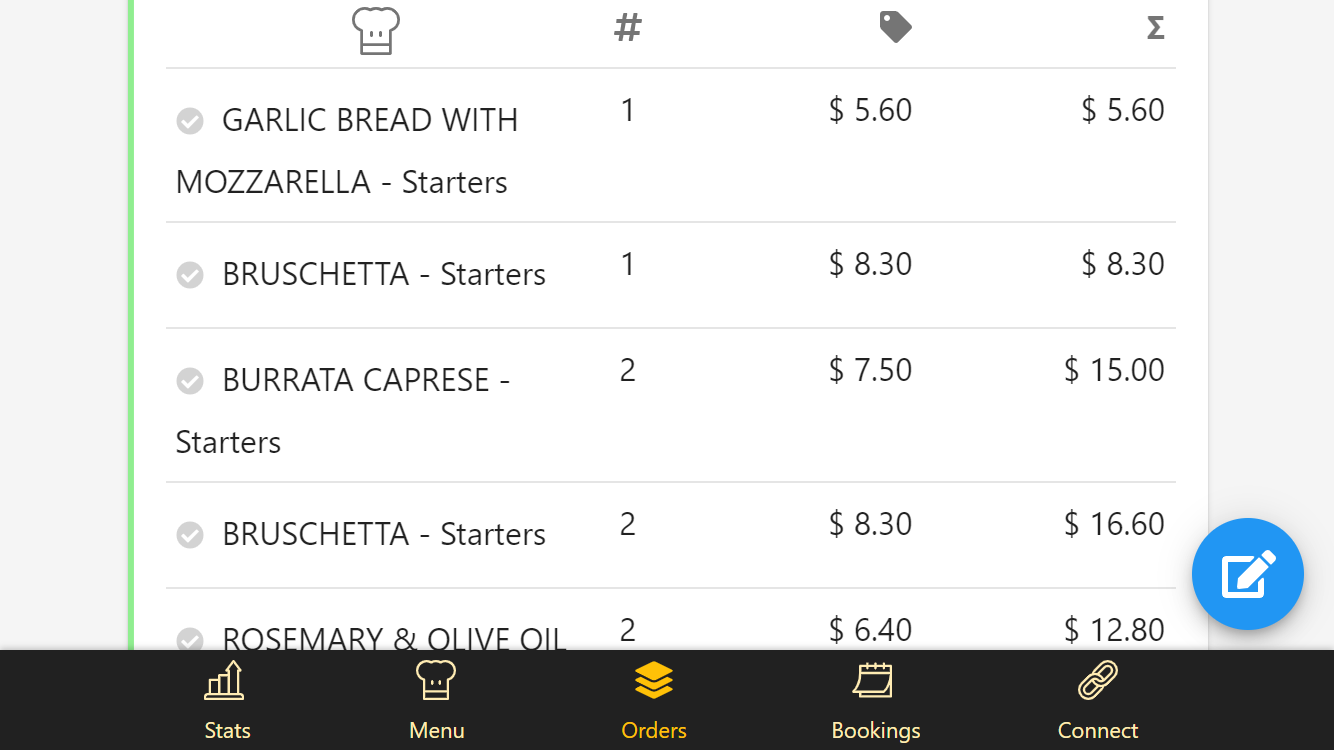 # Σ
GARLIC BREAD WITH 1 $ 5.60 $ 5.60
MOZZARELLA - Starters
BRUSCHETTA - Starters 1 $ 8.30 $ 8.30
BURRATA CAPRESE - 2 $ 7.50 $ 15.00
Starters
BRUSCHETTA - Starters 2 $ 8.30 $ 16.60
ROSEMARY & OLIVE OIL 2 $ 6.40 $ 12.80
Stats Menu Orders Bookings Connect